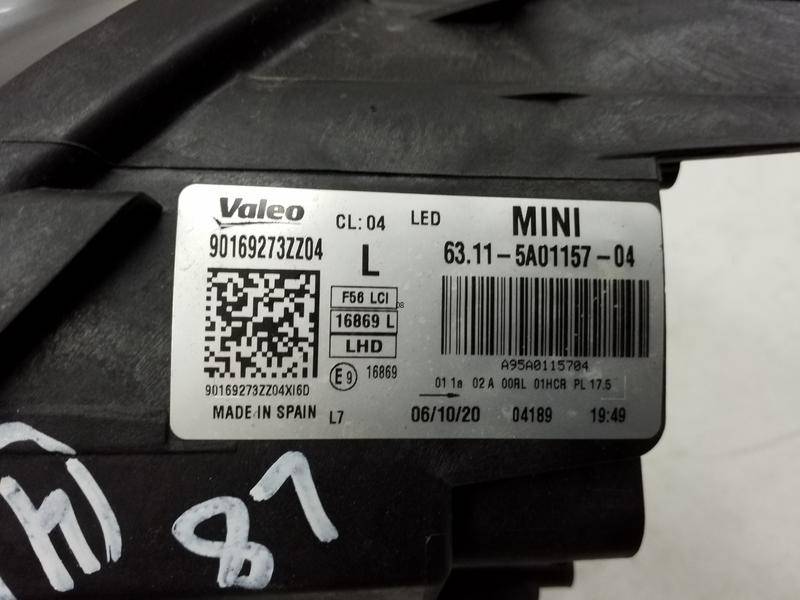 Valeo
CL: 04
LED
MINI
90169273ZZ04
L
63.11-5A01157-04
F56 LCI
08
16869 L
LHD
E9 16869
A95A0115704
01 1a 02 A 00RL 01HCR PL 17.5
90169273ZZ04XI6D
MADE IN SPAIN
L7
06/10/20 04189 19:49
87